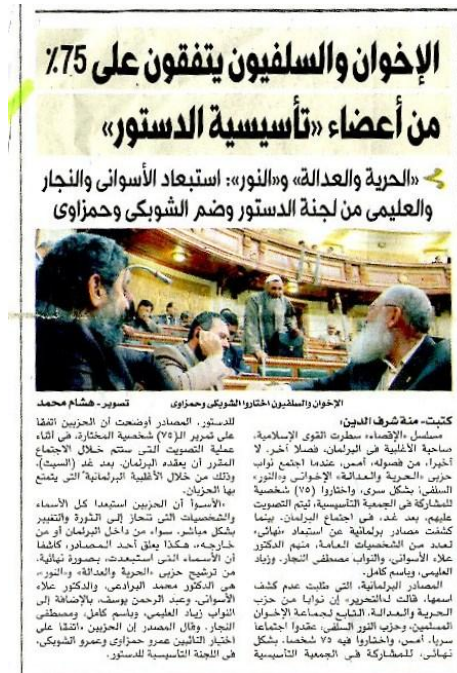 الإخوان والسلفيون يتفقون على 75٪
من أعضاء «تأسيسية الدستور»
«الحرية والعدالة» و«النور»: استبعاد الأسوانى والنجار
والعليمى من لجنة الدستور وضم الشوبكى وحمزاوى
الإخوان والسلفيون اختاروا الشوبكى وحمزاوى
تصوير - هشام محمد
كتبت- منة شرف الدين:
مسلسل «الإقصاء» سطرت القوى الإسلامية،
صاحبة الأغلبية فى البرلمان، فصلا آخر، لا
أخيرا، من فصوله، أمس، عندما اجتمع نواب
حزبى «الحرية والعدالة» الإخوانى و«النور»
السلفى، بشكل سرى، واختاروا (٧٥) شخصية
للمشاركة فى الجمعية التأسيسية، ليتم التصويت
عليهم، بعد غد، فى اجتماع البرلمان، بينما
كشفت مصادر برلمانية عن استبعاد «نهائى»
لعدد من الشخصيات العامة، منهم الدكتور
علاء الأسوانى، والنواب مصطفى النجار، وزياد
العليمى، وباسم كامل.
المصادر البرلمانية، التى طلبت عدم كشف
اسمها، قالت لـ«التحرير»، إن نوابا من حزب
الحرية والعدالة، التابع لجماعة الإخوان
المسلمين، وحزب النور السلفى، عقدوا اجتماعا
سريا، أمس، واختاروا فيه ٧٥ شخصا، بشكل
نهائى، للمشاركة فى الجمعية التأسيسية
للدستور، المصادر أوضحت أن الحزبين اتفقا
على تمرير الـ(٧٥) شخصية المختارة، فى أثناء
عملية التصويت التى ستتم خلال الاجتماع
المقرر أن يعقده البرلمان، بعد غد (السبت)،
وذلك من خلال الأغلبية البرلمانية التى يتمتع
بها الحزبان.
«الأسوأ أن الحزبين استبعدا كل الأسماء
والشخصيات التى تنحاز إلى الثورة والتغيير
بشكل مباشر، سواء من داخل البرلمان أو من
خارجه»، هكذا يعلق أحد المصادر، كاشفا
أن الأسماء التى استبعدت، بصورة نهائية،
من ترشيح حزبى «الحرية والعدالة» و«النور»،
هى الدكتور محمد البرادعى، والدكتور علاء
الأسوانى، وعبد الرحمن يوسف، بالإضافة إلى
النواب زياد العليمى، وباسم كامل، ومصطفى
النجار، وقال المصدر إن الحزبين «اتفقا على
اختيار النائبين عمرو حمزاوى وعمرو الشوبكى،
فى اللجنة التأسيسية للدستور.